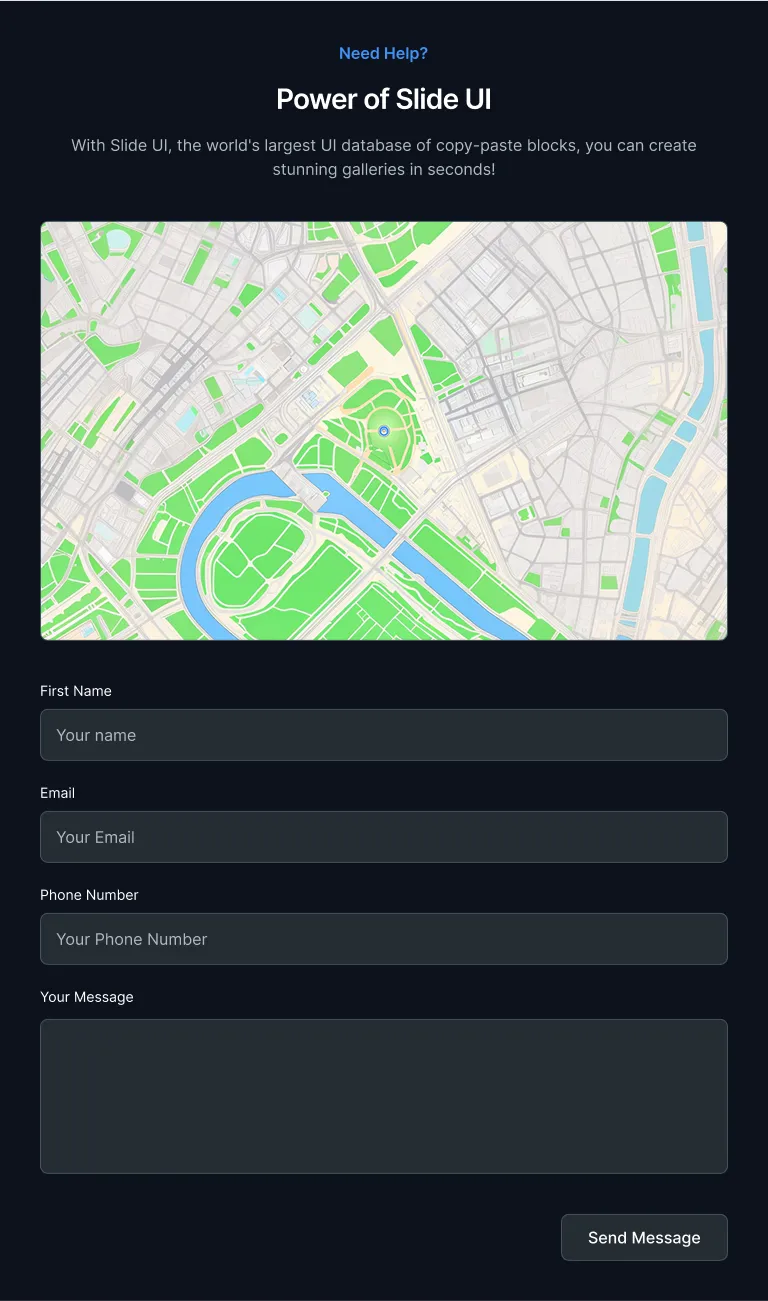 Need Help?
Power of Slide UI
With Slide UI, the world's largest UI database of copy-paste blocks, you can create
stunning galleries in seconds!
First Name
Your name
Email
Your Email
Phone Number
Your Phone Number
Your Message
Send Message